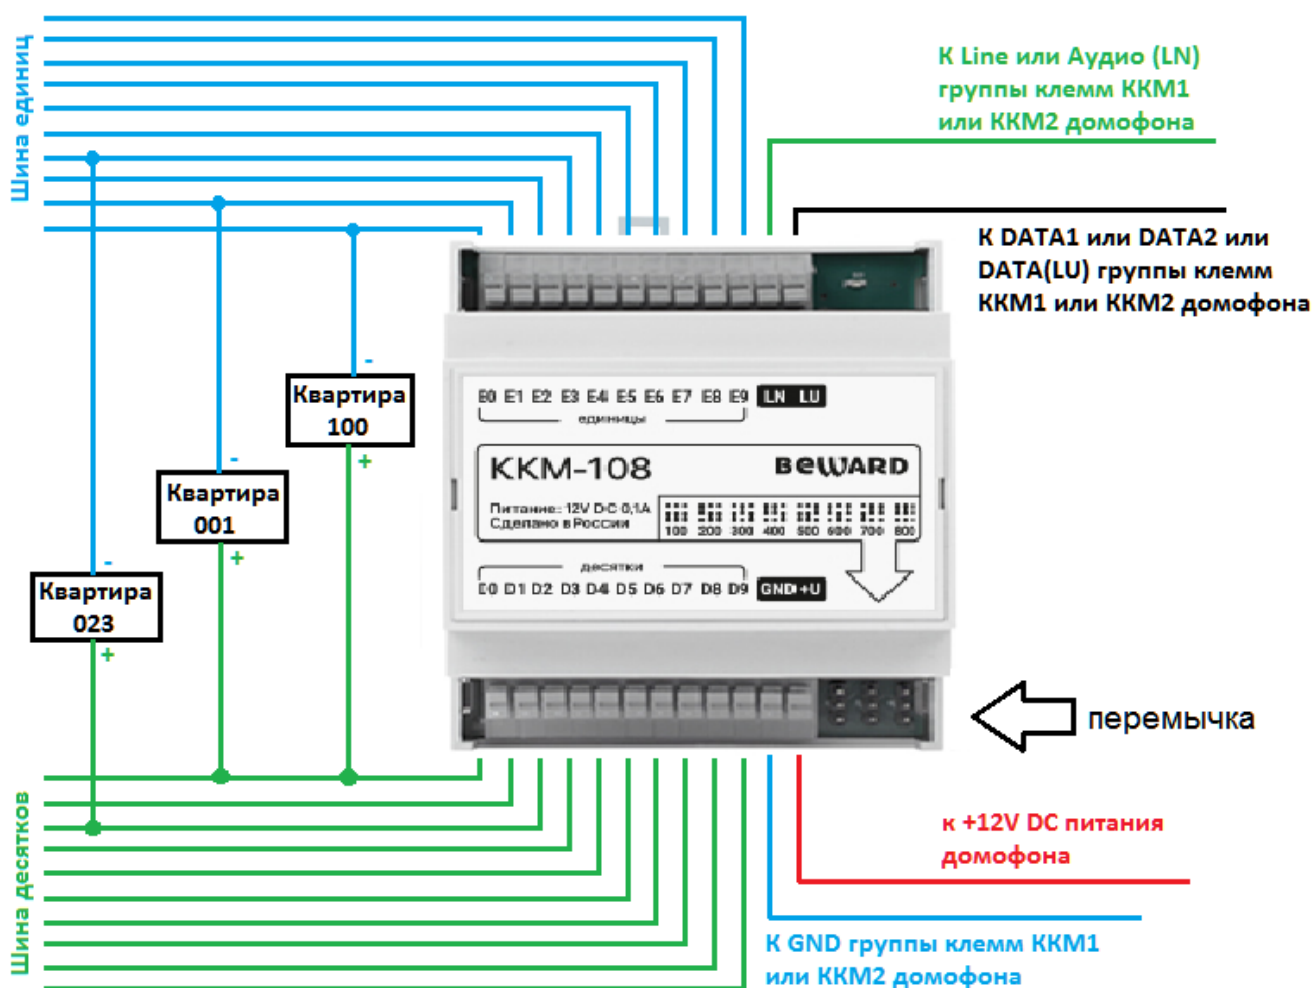 Шина единиц
К Line или Аудио (LN)
группы клемм ККМ1
или ККМ2 домофона
К DATA1 или DATA2 или
DATA(LU) группы клемм
ККМ1 или ККМ2 домофона
-
Квартира
100
+
-
Квартира
001
+
-
Квартира
023
+
E0 E1 E2 E3 E4 E5 E6 E7 E8 E9 LN LU
единицы
ККМ-108
BEWARD
Питание: 12V DC 0,1A
Сделано в России
100 200 300 400 500 600 700 800
десятки
D0 D1 D2 D3 D4 D5 D6 D7 D8 D9 GND +U
перемычка
Шина десятков
к +12V DC питания
домофона
К GND группы клемм ККМ1
или ККМ2 домофона